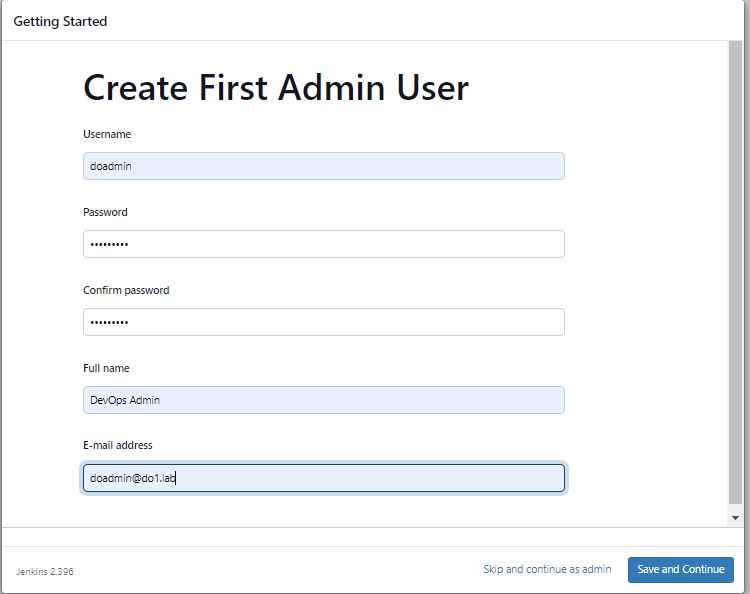 Getting Started
Create First Admin User
Username
doadmin
Password
•••••••••
Confirm password
•••••••••
Full name
DevOps Admin
E-mail address
doadmin@do1.lab
Jenkins 2.396
Skip and continue as admin
Save and Continue